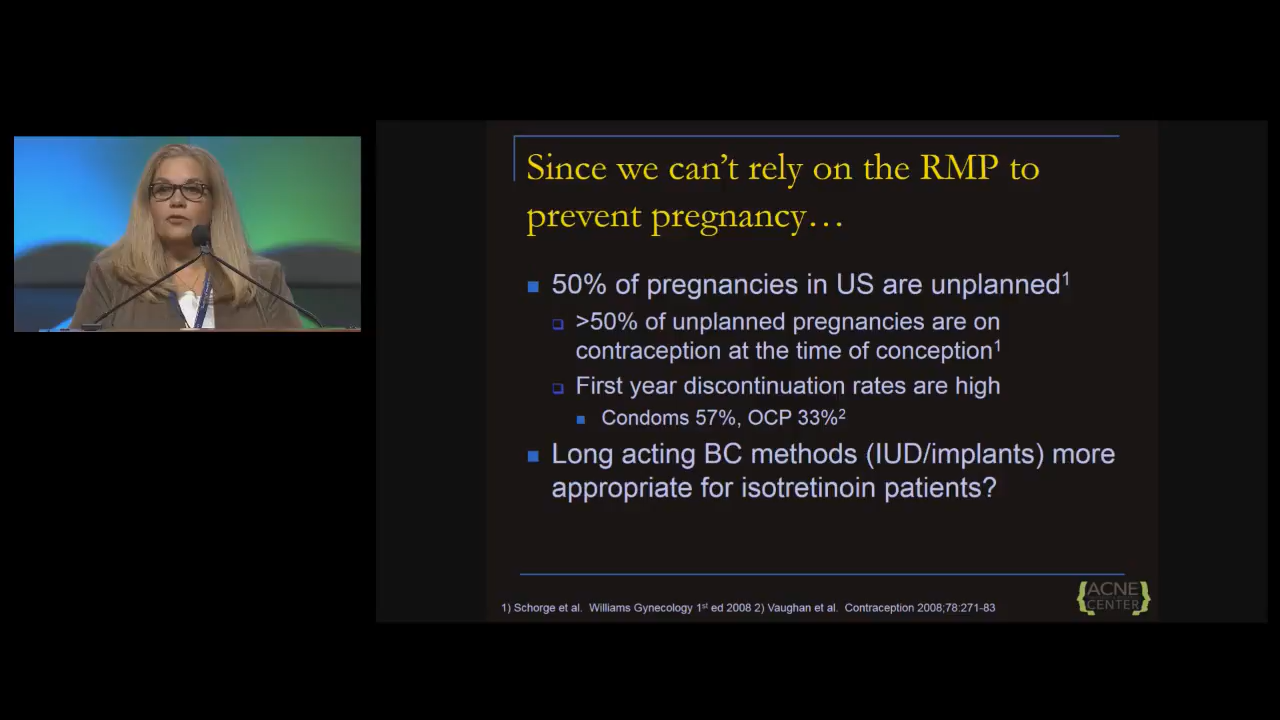 Since we can't rely on the RMP to
prevent pregnancy…
50% of pregnancies in US are unplanned¹
>50% of unplanned pregnancies are on
contraception at the time of conception¹
First year discontinuation rates are high
Condoms 57%, OCP 33%²
Long acting BC methods (IUD/implants) more
appropriate for isotretinoin patients?
1) Schorge et al. Williams Gynecology 1st ed 2008 2) Vaughan et al. Contraception 2008;78:271-83
{ACNE
CENTER}